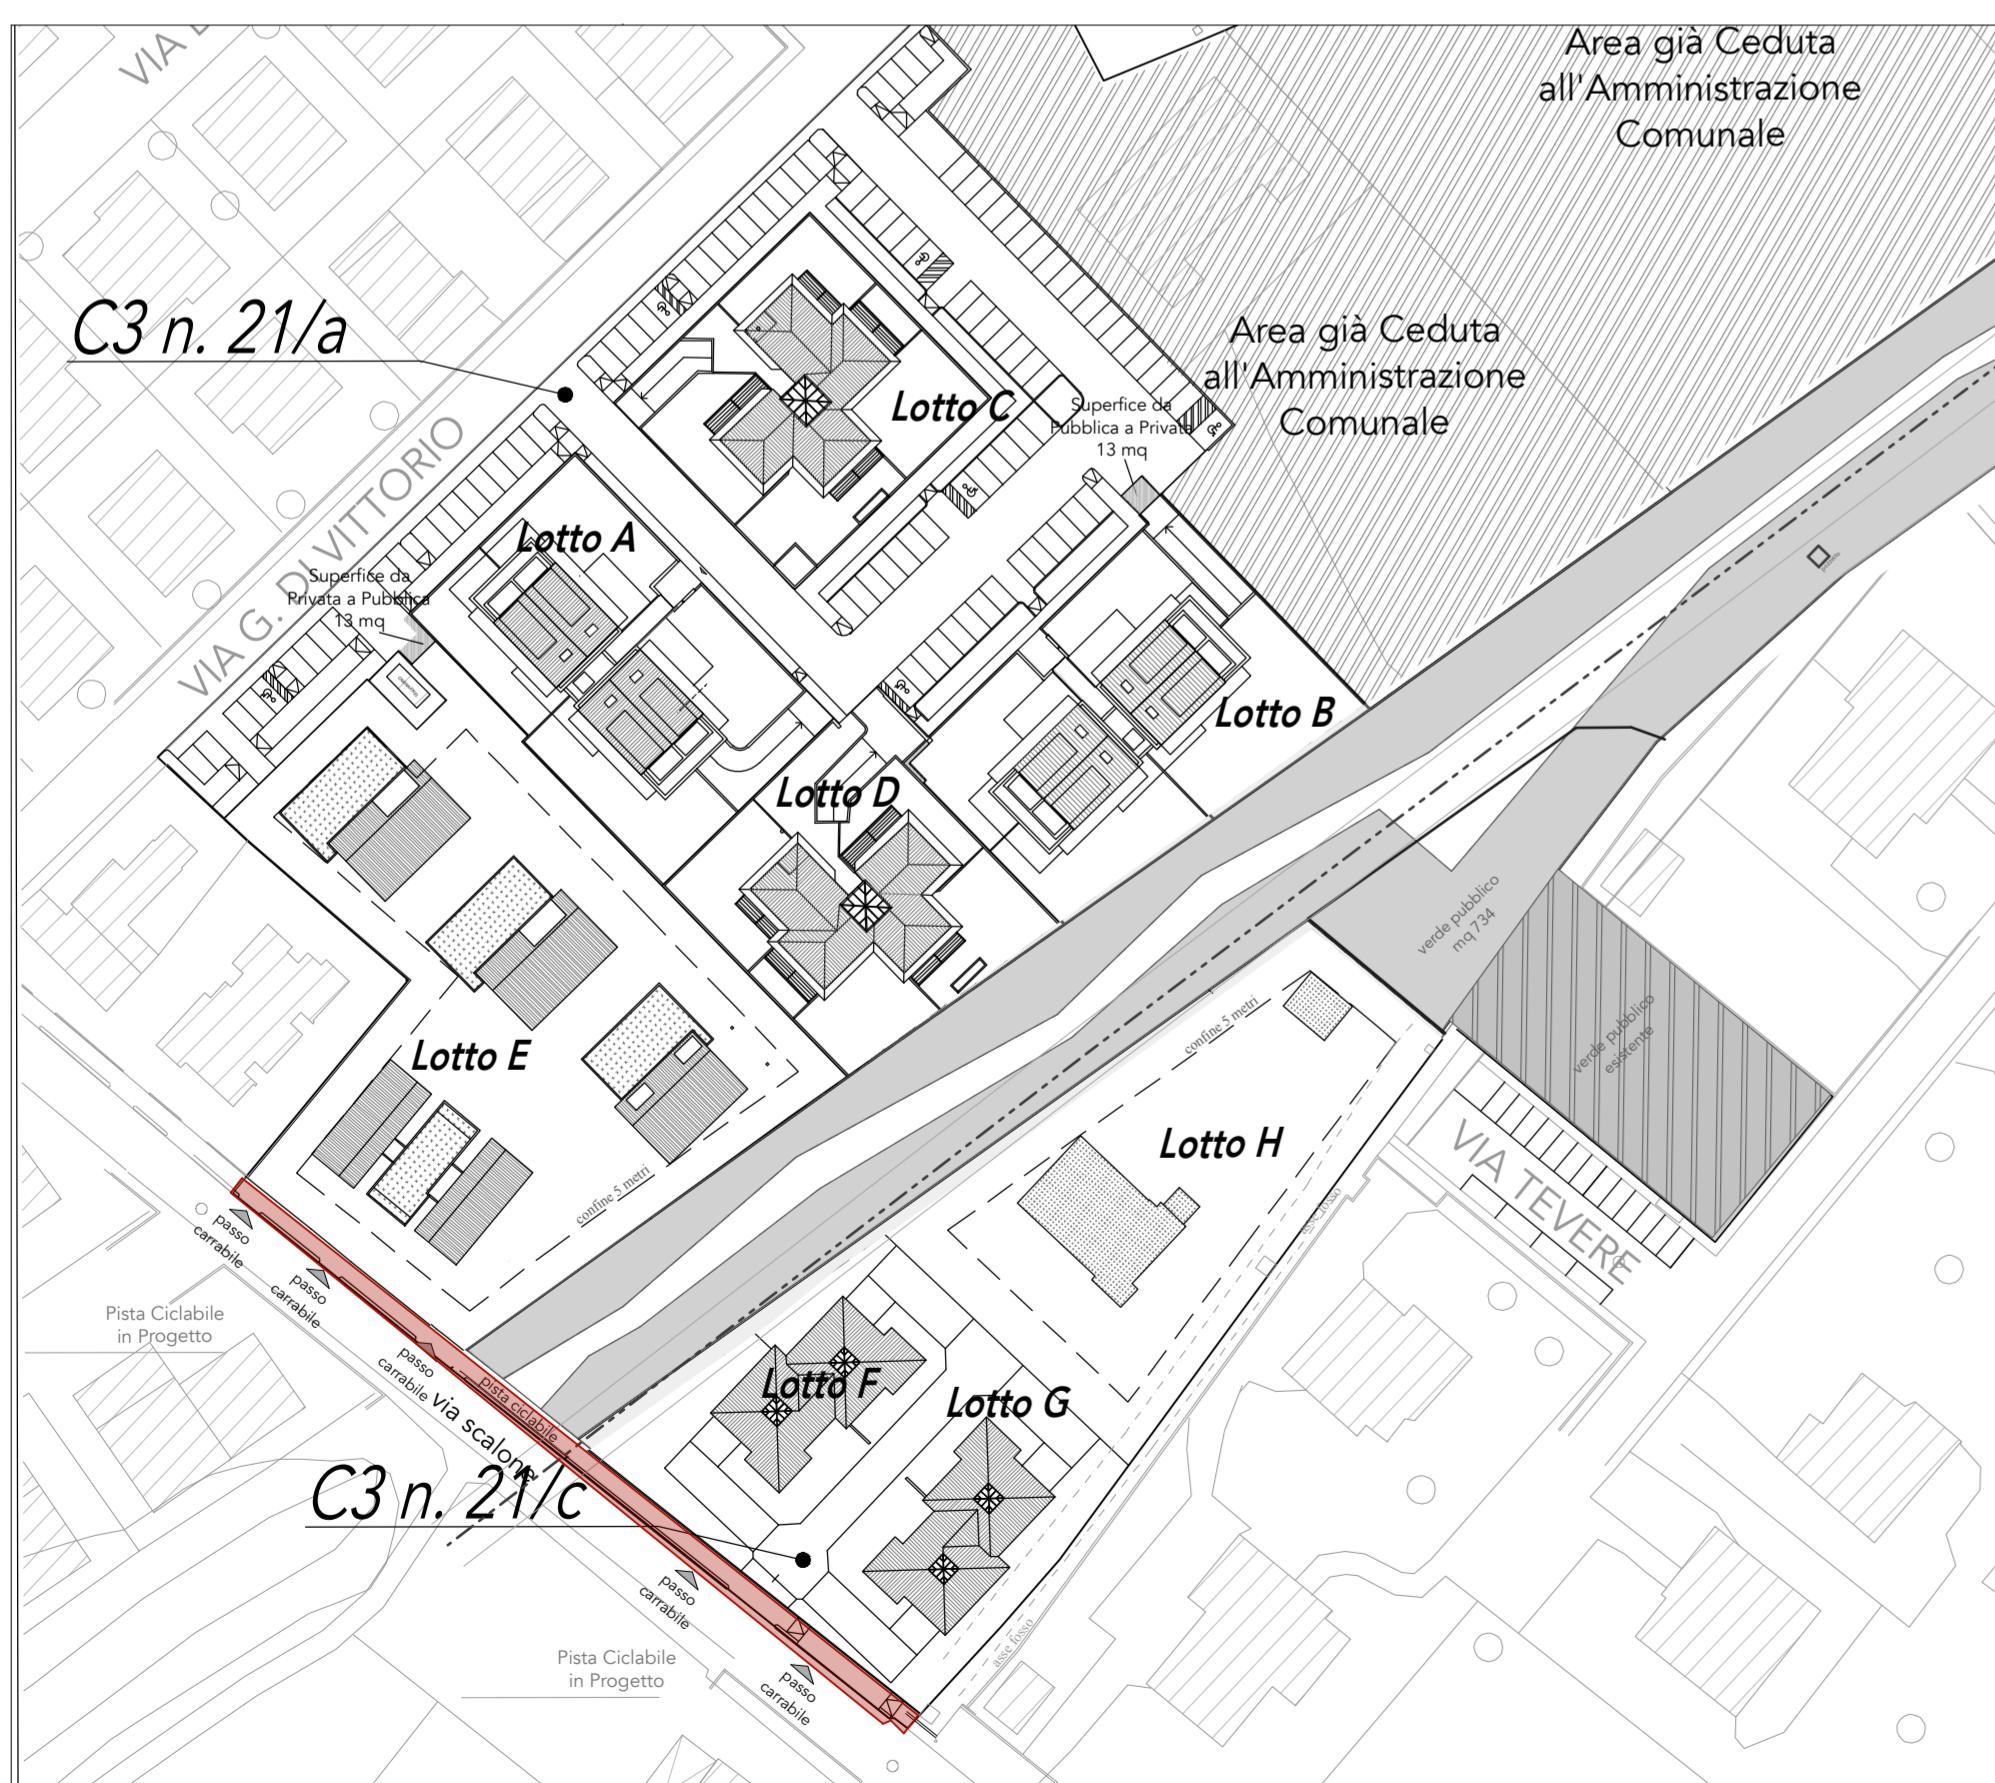 VIA D
Area già Ceduta
all'Amministrazione
Comunale
C3 n. 21/a
Area già Ceduta
all'Amministrazione
Comunale
Lotto C
Superfice da
Pubblica a Privata
13 mq
VIA G. DI VITTORIO
Lotto A
Superfice da
Privata a Pubblica
13 mq
Lotto B
Lotto D
verde pubblico
mq 734
verde pubblico
esistente
confine 5 metri
Lotto E
Lotto H
VIA TEVERE
confine 5 metri
asse fosso
passo
carrabile
passo
carrabile
Pista Ciclabile
in Progetto
passo
carrabile
via scalone
pista ciclabile
Lotto F
Lotto G
C3 n. 21/c
passo
carrabile
Pista Ciclabile
in Progetto
passo
carrabile
asse fosso